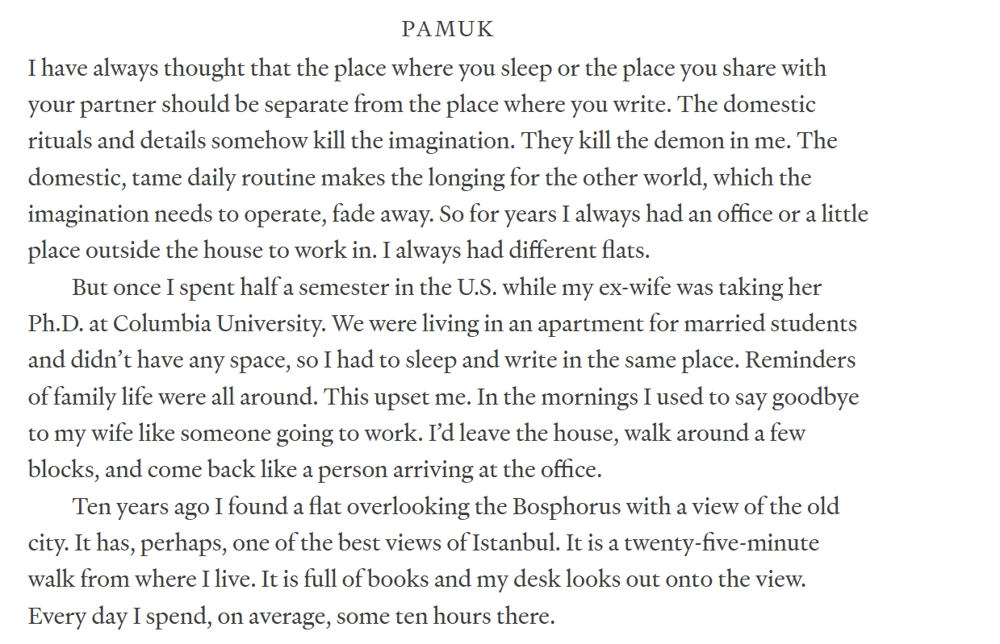 PAMUK
I have always thought that the place where you sleep or the place you share with
your partner should be separate from the place where you write. The domestic
rituals and details somehow kill the imagination. They kill the demon in me. The
domestic, tame daily routine makes the longing for the other world, which the
imagination needs to operate, fade away. So for years I always had an office or a little
place outside the house to work in. I always had different flats.
But once I spent half a semester in the U.S. while my ex-wife was taking her
Ph.D. at Columbia University. We were living in an apartment for married students
and didn’t have any space, so I had to sleep and write in the same place. Reminders
of family life were all around. This upset me. In the mornings I used to say goodbye
to my wife like someone going to work. I’d leave the house, walk around a few
blocks, and come back like a person arriving at the office.
Ten years ago I found a flat overlooking the Bosphorus with a view of the old
city. It has, perhaps, one of the best views of Istanbul. It is a twenty-five-minute
walk from where I live. It is full of books and my desk looks out onto the view.
Every day I spend, on average, some ten hours there.